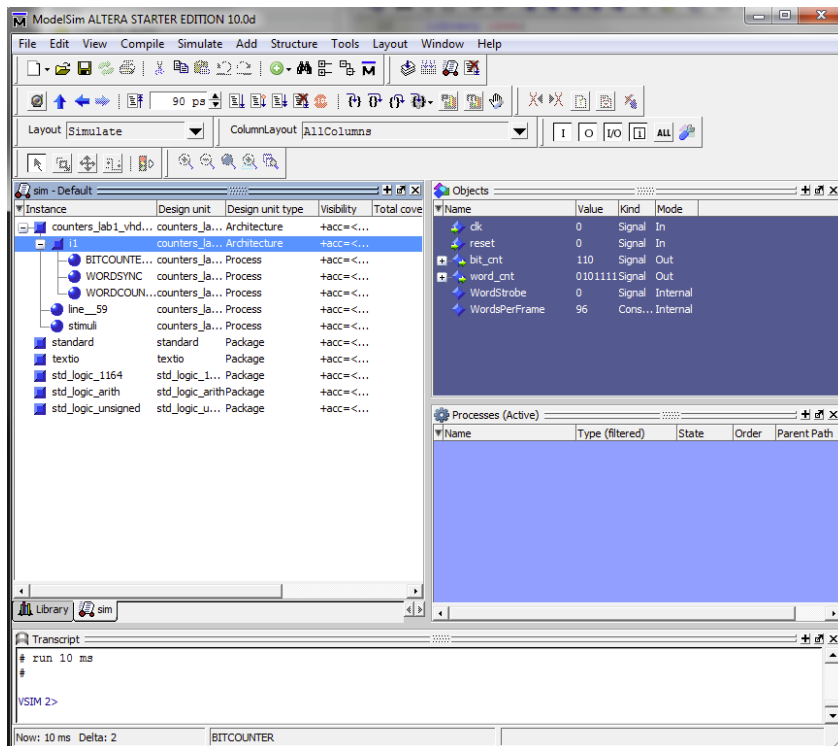 ModelSim ALTERA STARTER EDITION 10.0d
File Edit View Compile Simulate Add Structure Tools Layout Window Help
90 ps
Layout Simulate ColumnLayout AllColumns
I O I/O 1 ALL
sim - Default
Instance Design unit Design unit type Visibility Total cove
counters_lab1_vhd... counters_la... Architecture +acc=<...
i1 counters_la... Architecture +acc=<...
BITCOUNTE... counters_la... Process +acc=<...
WORDSYNC counters_la... Process +acc=<...
WORDCOUN... counters_la... Process +acc=<...
line__59 counters_la... Process +acc=<...
stimuli counters_la... Process +acc=<...
standard standard Package +acc=<...
textio textio Package +acc=<...
std_logic_1164 std_logic_1... Package +acc=<...
std_logic_arith std_logic_arith Package +acc=<...
std_logic_unsigned std_logic_u... Package +acc=<...
Library sim
Objects
Name Value Kind Mode
clk 0 Signal In
reset 0 Signal In
bit_cnt 110 Signal Out
word_cnt 0101111 Signal Out
WordStrobe 0 Signal Internal
WordsPerFrame 96 Cons... Internal
Processes (Active)
Name Type (filtered) State Order Parent Path
Transcript
# run 10 ms
#
VSIM 2>
Now: 10 ms Delta: 2 BITCOUNTER